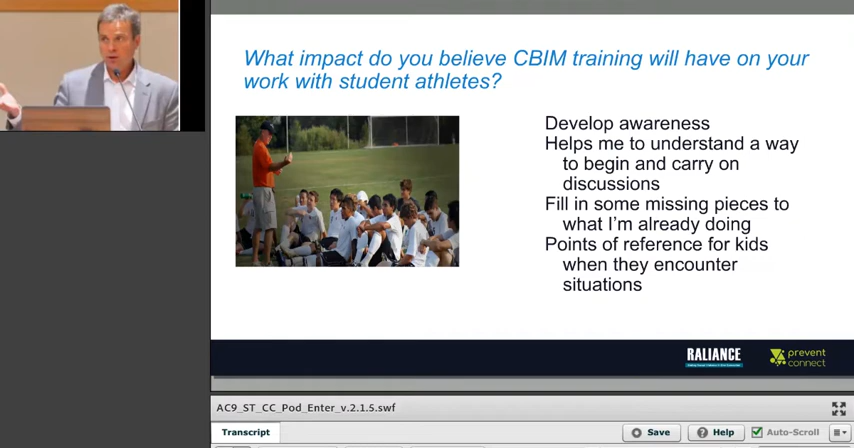 What impact do you believe CBIM training will have on your
work with student athletes?
Develop awareness
Helps me to understand a way
to begin and carry on
discussions
Fill in some missing pieces to
what I'm already doing
Points of reference for kids
when they encounter
situations
RALIANCE
prevent
connect
AC9_ST_CC_Pod_Enter_v.2.1.5.swf
Transcript
Save
Help
Auto-Scroll